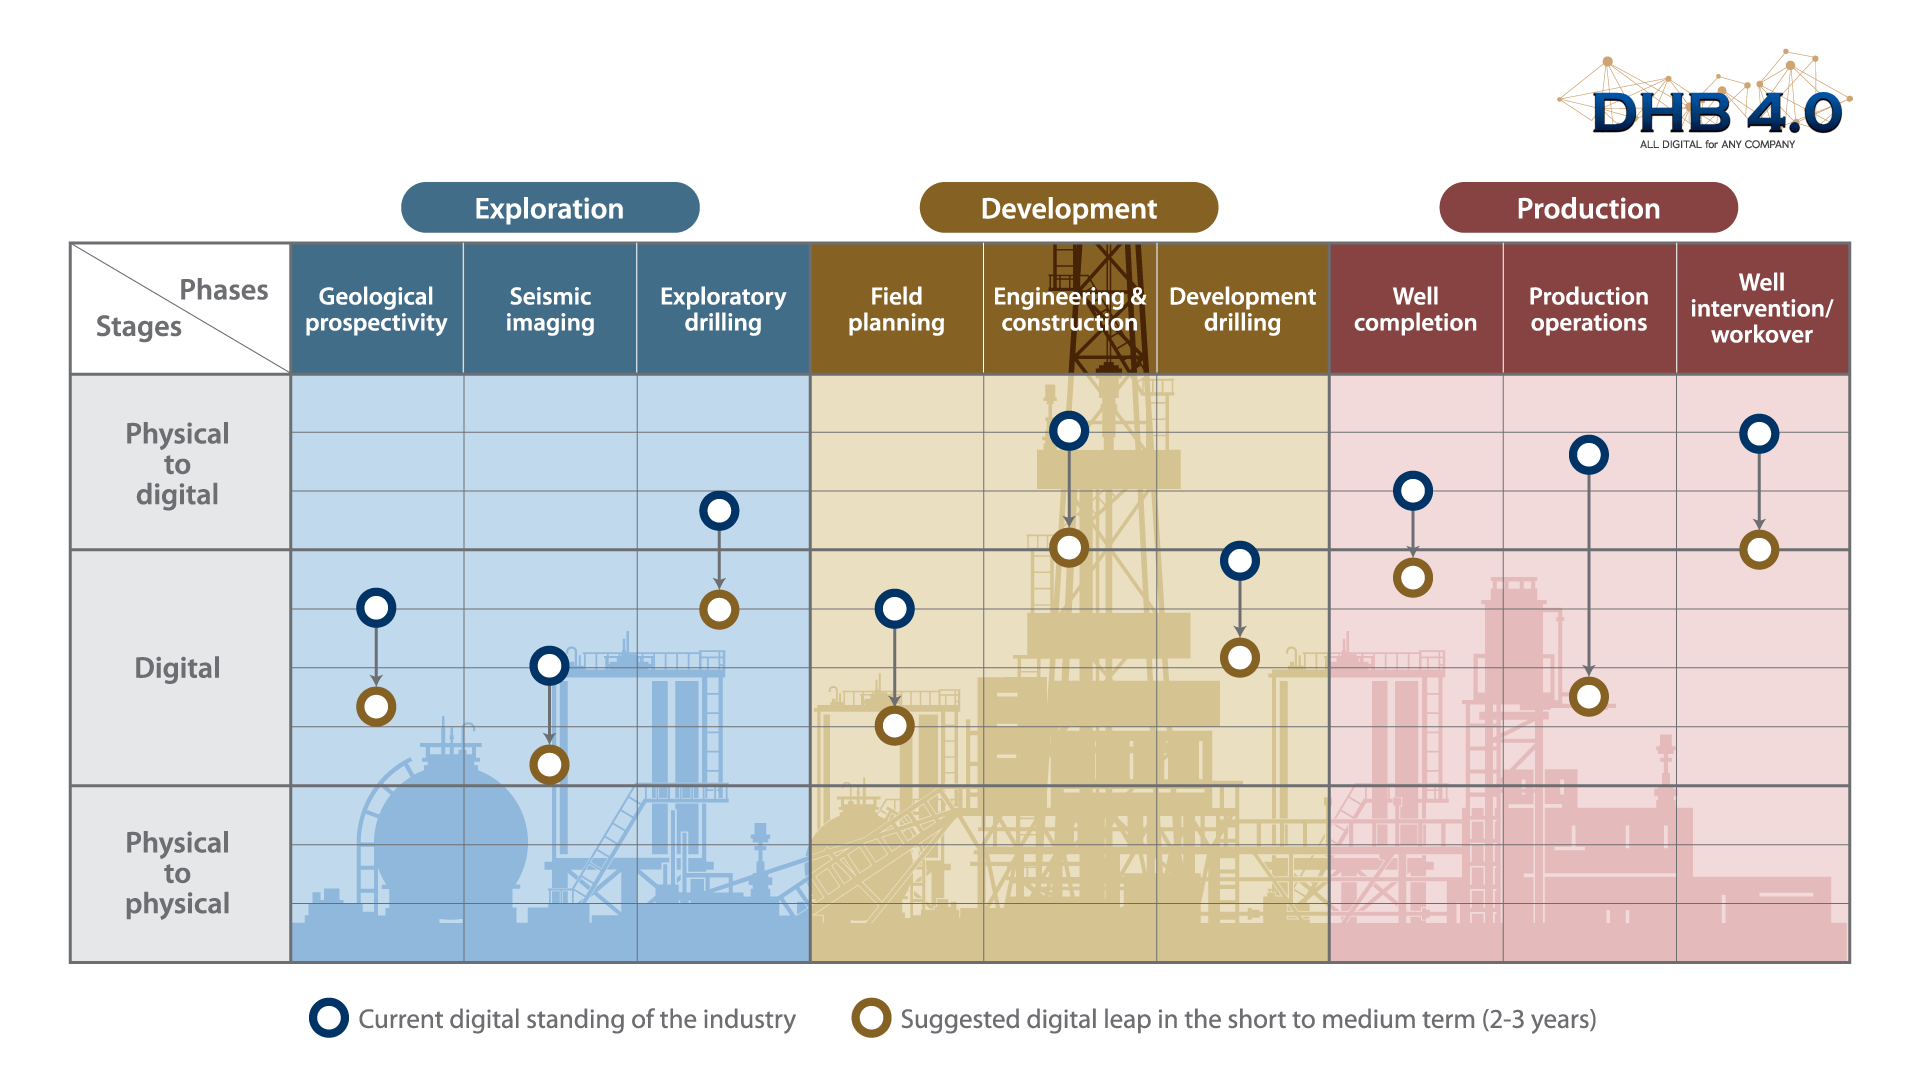 DHB 4.0
ALL DIGITAL for ANY COMPANY
Exploration
Development
Production
Phases
Stages
Geological
prospectivity
Seismic
imaging
Exploratory
drilling
Field
planning
Engineering &
construction
Development
drilling
Well
completion
Production
operations
Well
intervention/
workover
Physical
to
digital
Digital
Physical
to
physical
Current digital standing of the industry
Suggested digital leap in the short to medium term (2-3 years)